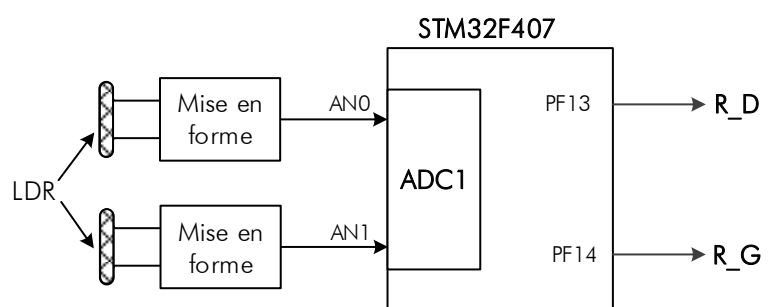 STM32F407
Mise en
forme
AN0
PF13
R_D
LDR
ADC1
Mise en
forme
AN1
PF14
R_G